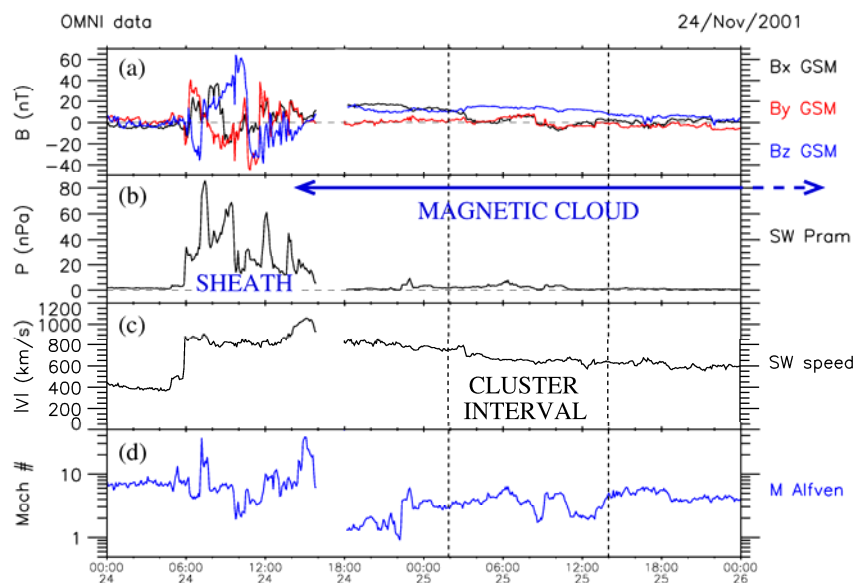 OMNI data 24/Nov/2001
(a)
B (nT)
60
40
20
0
-20
-40
Bx GSM
By GSM
Bz GSM
(b)
P (nPa)
80
60
40
20
0
MAGNETIC CLOUD
SHEATH
SW Pram
(c)
|V| (km/s)
1200
1000
800
600
400
200
0
CLUSTER
INTERVAL
SW speed
(d)
Mach #
10
1
M Alfven
00:00 06:00 12:00 18:00 00:00 06:00 12:00 18:00 00:00
24 24 24 24 25 25 25 25 26